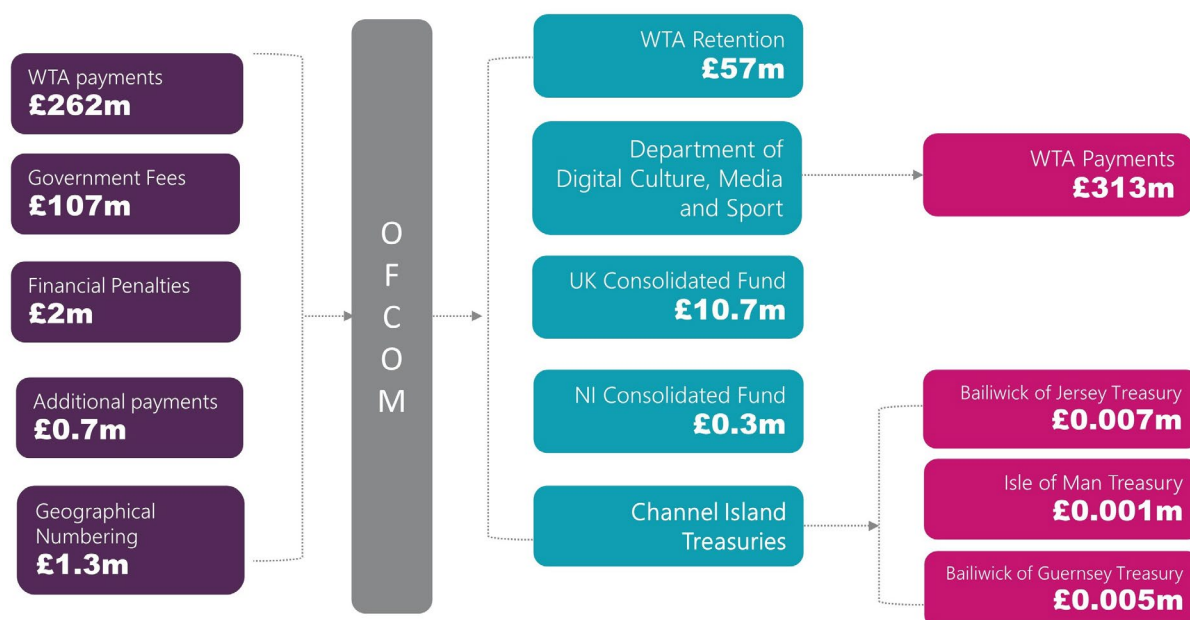 WTA payments
£262m
Government Fees
£107m
Financial Penalties
£2m
Additional payments
£0.7m
Geographical
Numbering
£1.3m
O
F
C
O
M
WTA Retention
£57m
Department of
Digital Culture, Media
and Sport
UK Consolidated Fund
£10.7m
NI Consolidated Fund
£0.3m
Channel Island
Treasuries
WTA Payments
£313m
Bailiwick of Jersey Treasury
£0.007m
Isle of Man Treasury
£0.001m
Bailiwick of Guernsey Treasury
£0.005m